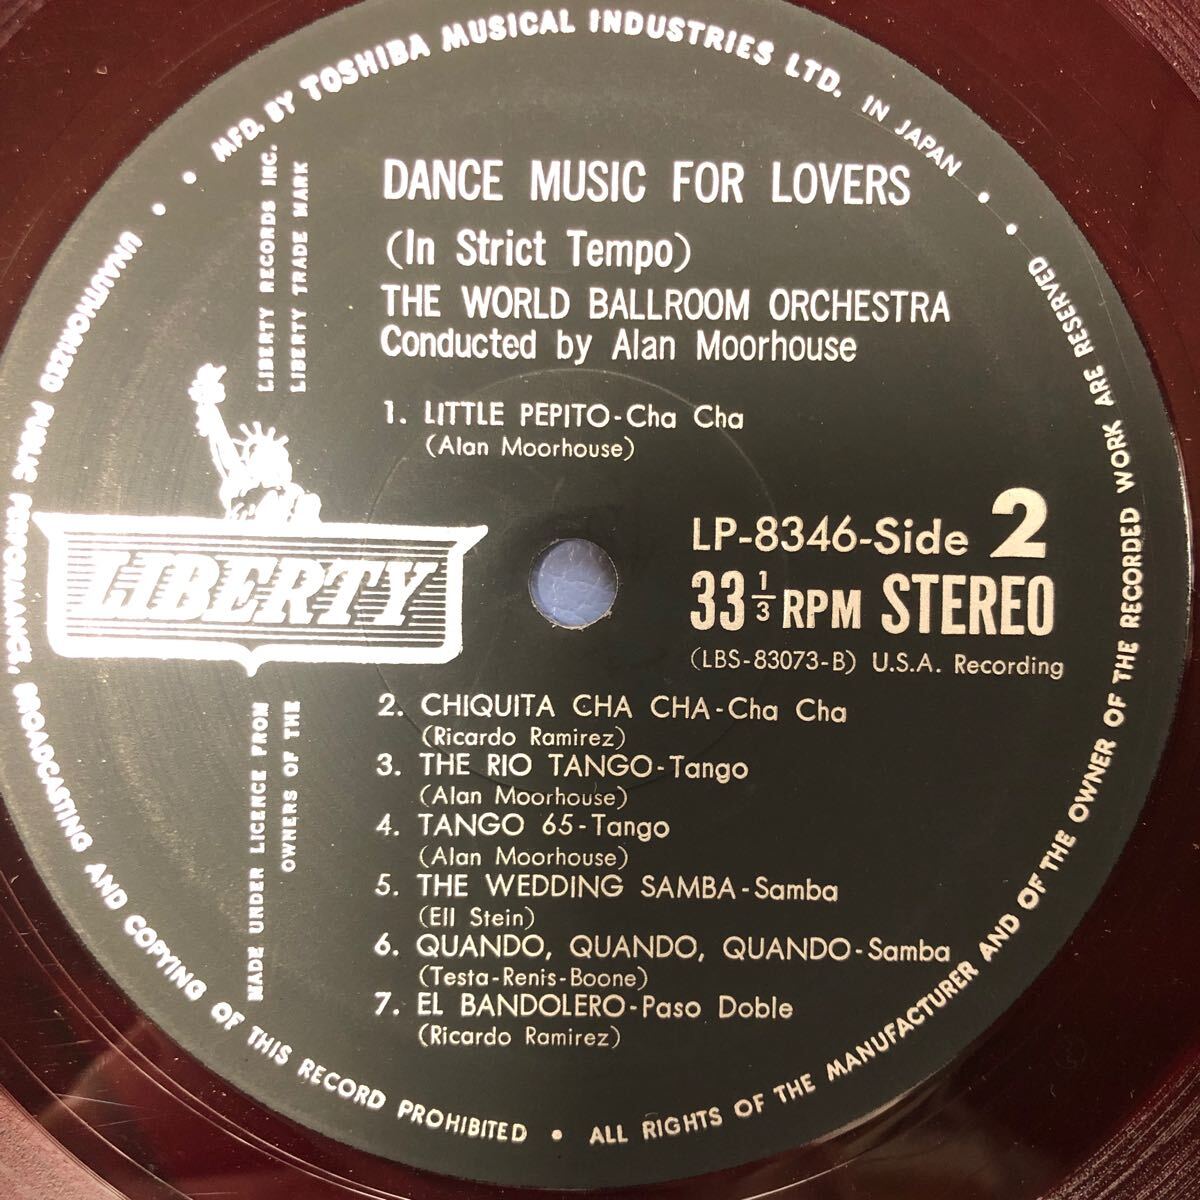 MFD. BY TOSHIBA MUSICAL INDUSTRIES LTD. IN JAPAN
DANCE MUSIC FOR LOVERS
(In Strict Tempo)
THE WORLD BALLROOM ORCHESTRA
Conducted by Alan Moorhouse
LIBERTY RECORDS INC.
LIBERTY TRADE MARK
1. LITTLE PEPITO-Cha Cha
(Alan Moorhouse)
LIBERTY
LP-8346-Side 2
33 1/3 RPM STEREO
(LBS-83073-B) U.S.A. Recording
2. CHIQUITA CHA CHA-Cha Cha
(Ricardo Ramirez)
3. THE RIO TANGO-Tango
(Alan Moorhouse)
4. TANGO 65-Tango
(Alan Moorhouse)
5. THE WEDDING SAMBA-Samba
(Ell Stein)
6. QUANDO, QUANDO, QUANDO-Samba
(Testa-Renis-Boone)
7. EL BANDOLERO-Paso Doble
(Ricardo Ramirez)
MADE UNDER LICENCE FROM
OWNERS OF THE
UNAUTHORIZED PUBLIC PERFORMANCE, BROADCASTING AND COPYING OF THIS RECORD PROHIBITED • ALL RIGHTS OF THE MANUFACTURER AND OF THE OWNER OF THE RECORDED WORK ARE RESERVED